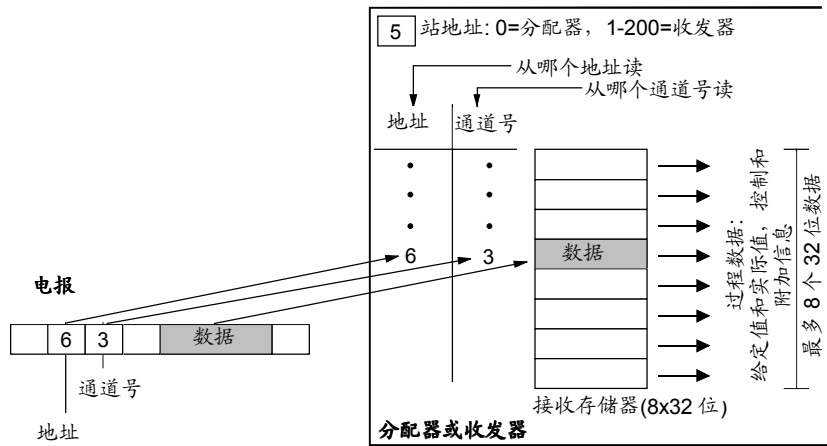 5 站地址: 0=分配器，1-200=收发器
从哪个地址读
从哪个通道号读
地址 通道号
6 3 数据
过程数据：
给定值和实际值，控制和
附加信息
最多 8 个 32 位数据
接收存储器(8x32 位)
分配器或收发器
电报
6 3 数据
通道号
地址